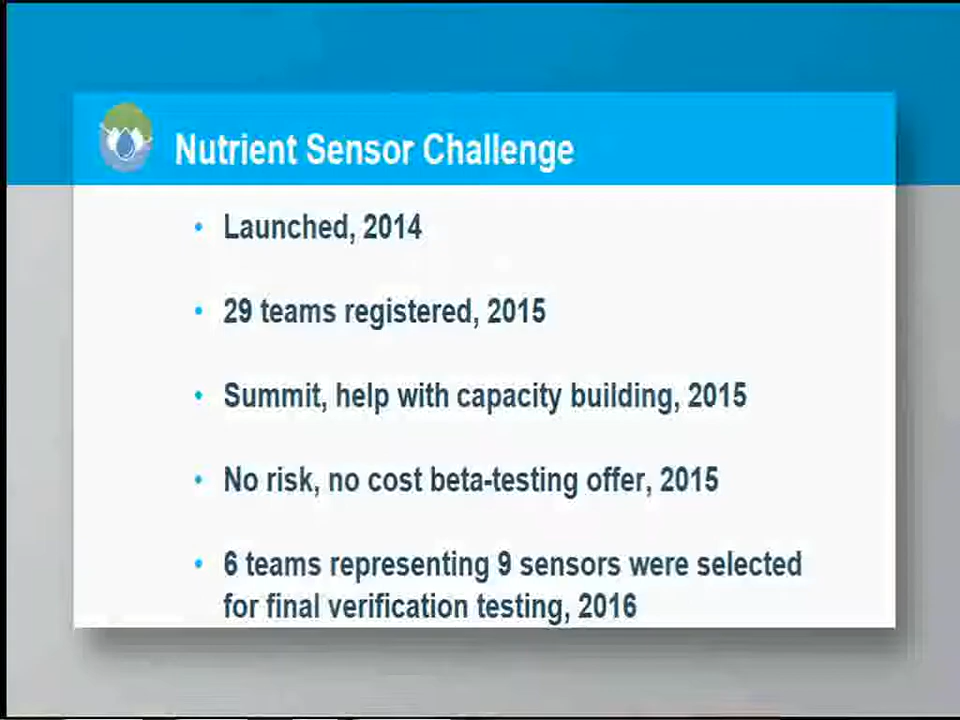 Nutrient Sensor Challenge
• Launched, 2014
• 29 teams registered, 2015
• Summit, help with capacity building, 2015
• No risk, no cost beta-testing offer, 2015
• 6 teams representing 9 sensors were selected
for final verification testing, 2016